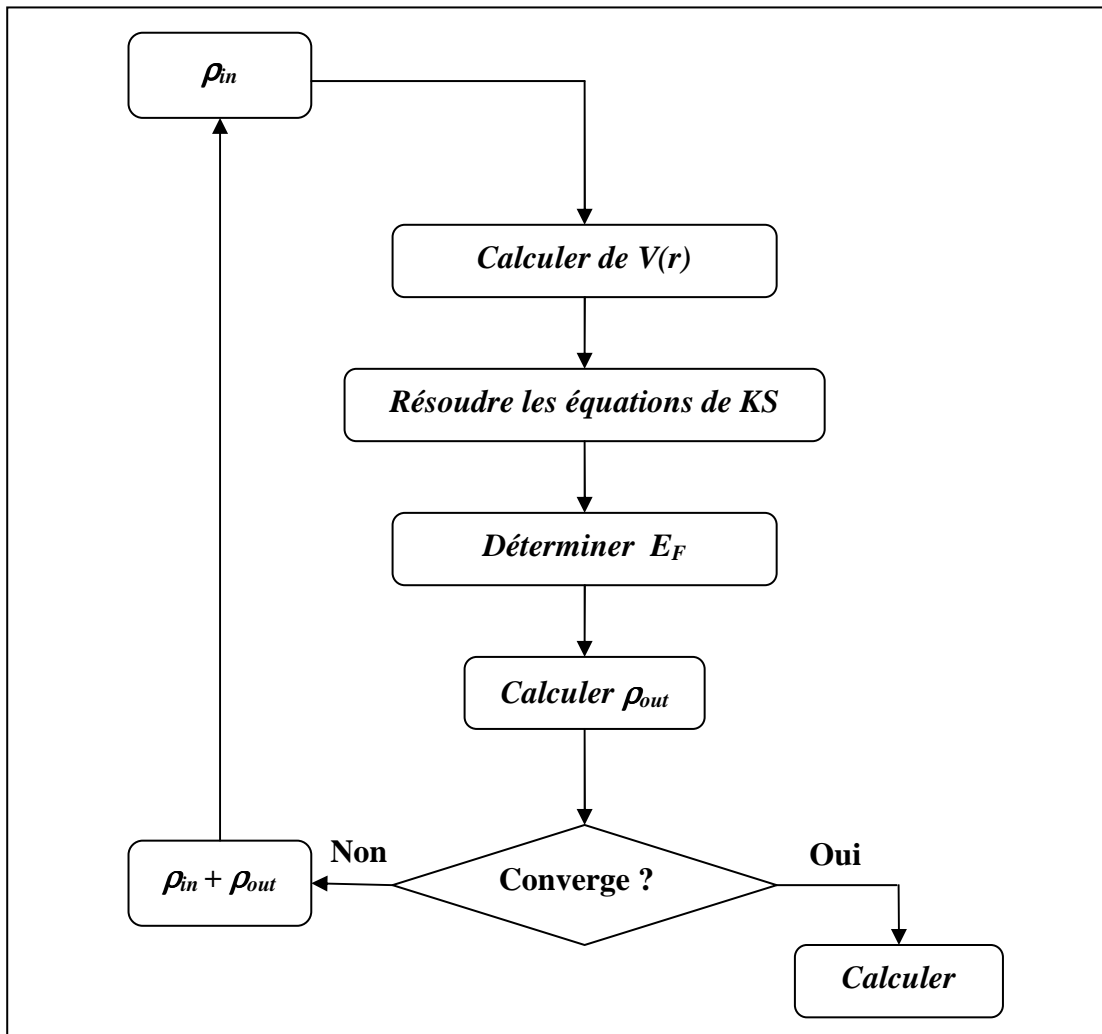 ρin
Calculer de V(r)
Résoudre les équations de KS
Déterminer EF
Calculer ρout
Non
Oui
ρin + ρout
Converge ?
Calculer